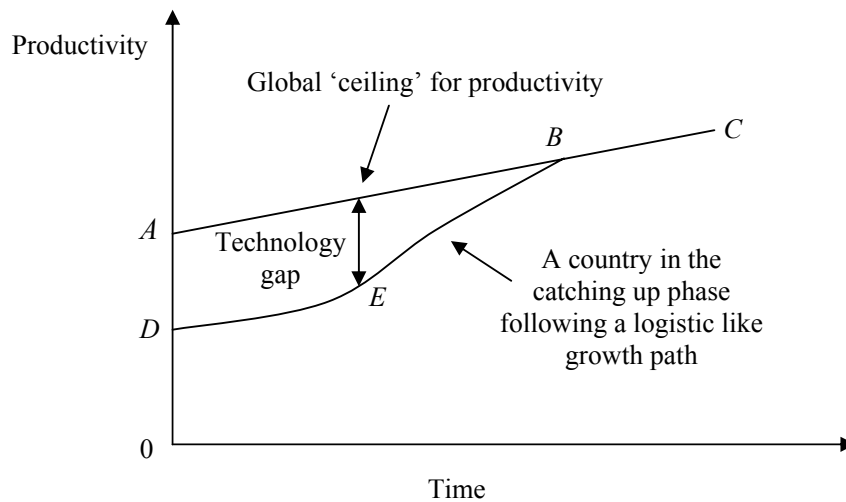 Productivity
Global ‘ceiling’ for productivity
C
B
A
Technology
gap
E
A country in the
catching up phase
following a logistic like
growth path
D
0
Time